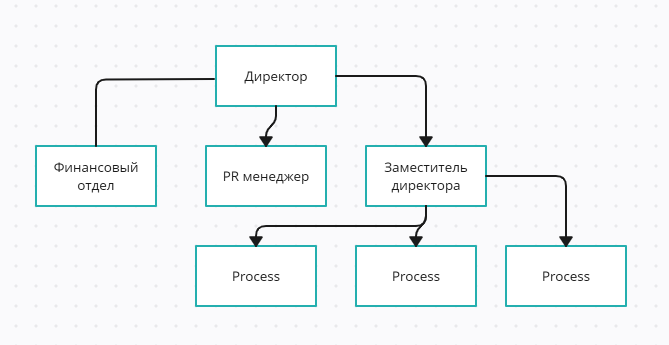 Директор
Финансовый
отдел
PR менеджер
Заместитель
директора
Process
Process
Process